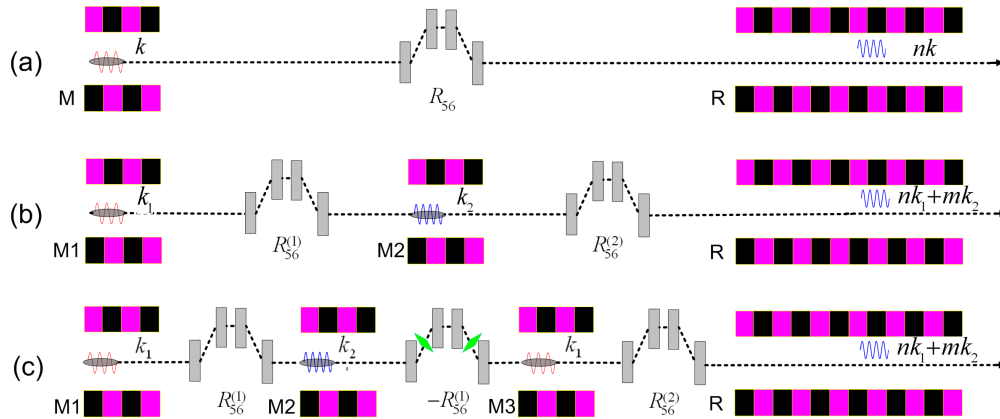 k
nk
(a)
M
R₅₆
R
k₁
k₂
nk₁+mk₂
(b)
M1
R₅₆⁽¹⁾
M2
R₅₆⁽²⁾
R
k₁
k₂
k₁
nk₁+mk₂
(c)
M1
R₅₆⁽¹⁾
M2
−R₅₆⁽¹⁾
M3
R₅₆⁽²⁾
R